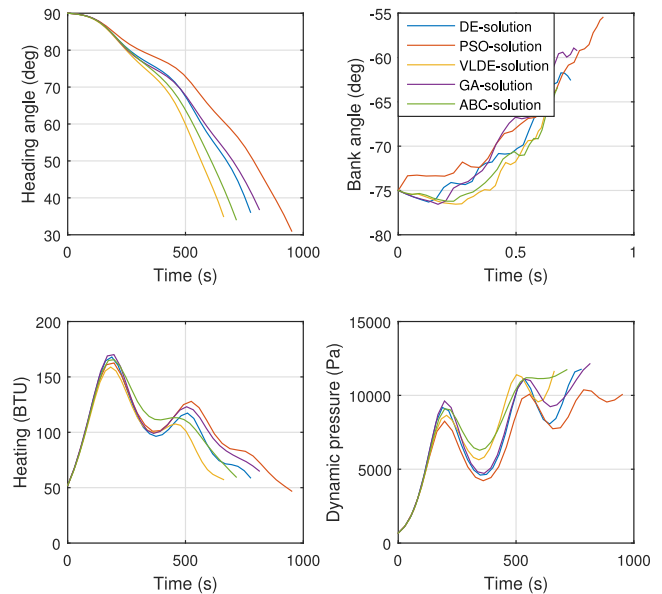 90
80
70
60
50
40
30
0
500
1000
Heading angle (deg)
Time (s)
-55
-60
-65
-70
-75
-80
0
0.5
1
Bank angle (deg)
Time (s)
DE-solution
PSO-solution
VLDE-solution
GA-solution
ABC-solution
200
150
100
50
0
0
500
1000
Heating (BTU)
Time (s)
15000
10000
5000
0
0
500
1000
Dynamic pressure (Pa)
Time (s)